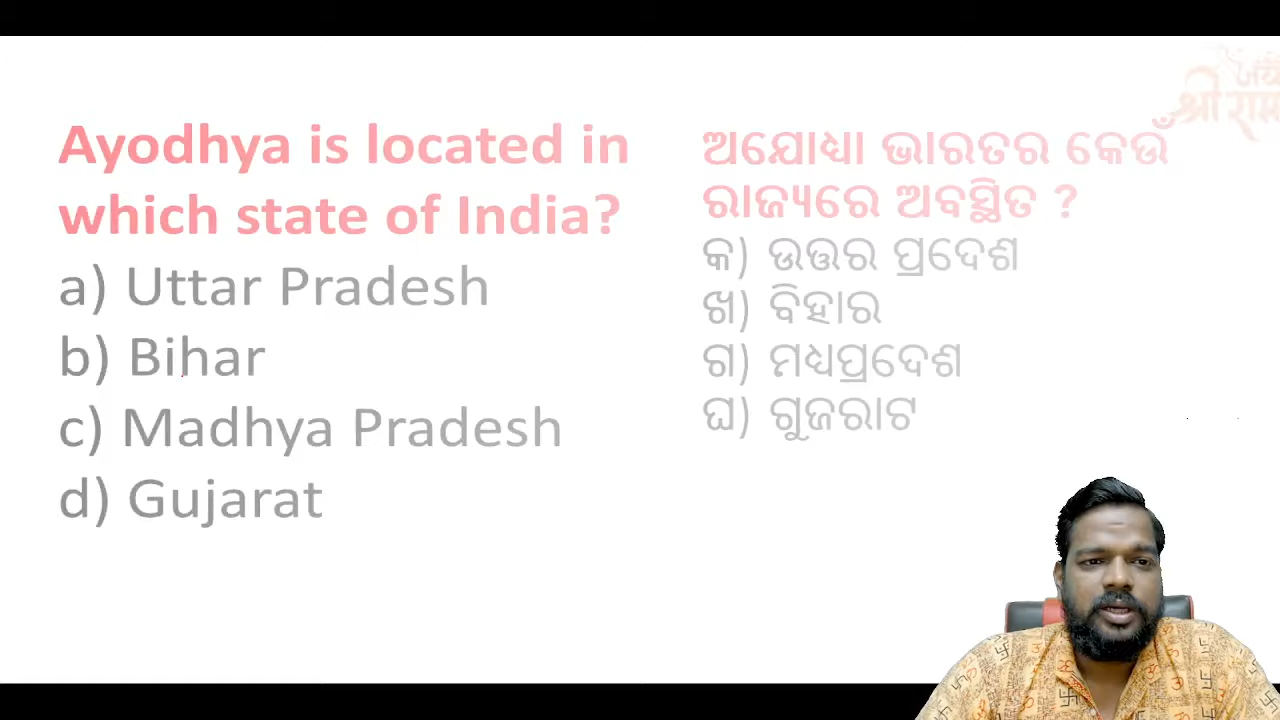 Ayodhya is located in
which state of India?
a) Uttar Pradesh
b) Bihar
c) Madhya Pradesh
d) Gujarat
ଅଯୋଧ୍ୟା ଭାରତର କେଉଁ
ରାଜ୍ୟରେ ଅବସ୍ଥିତ ?
କ) ଉତ୍ତର ପ୍ରଦେଶ
ଖ) ବିହାର
ଗ) ମଧ୍ୟପ୍ରଦେଶ
ଘ) ଗୁଜରାଟ
जय
श्री राम